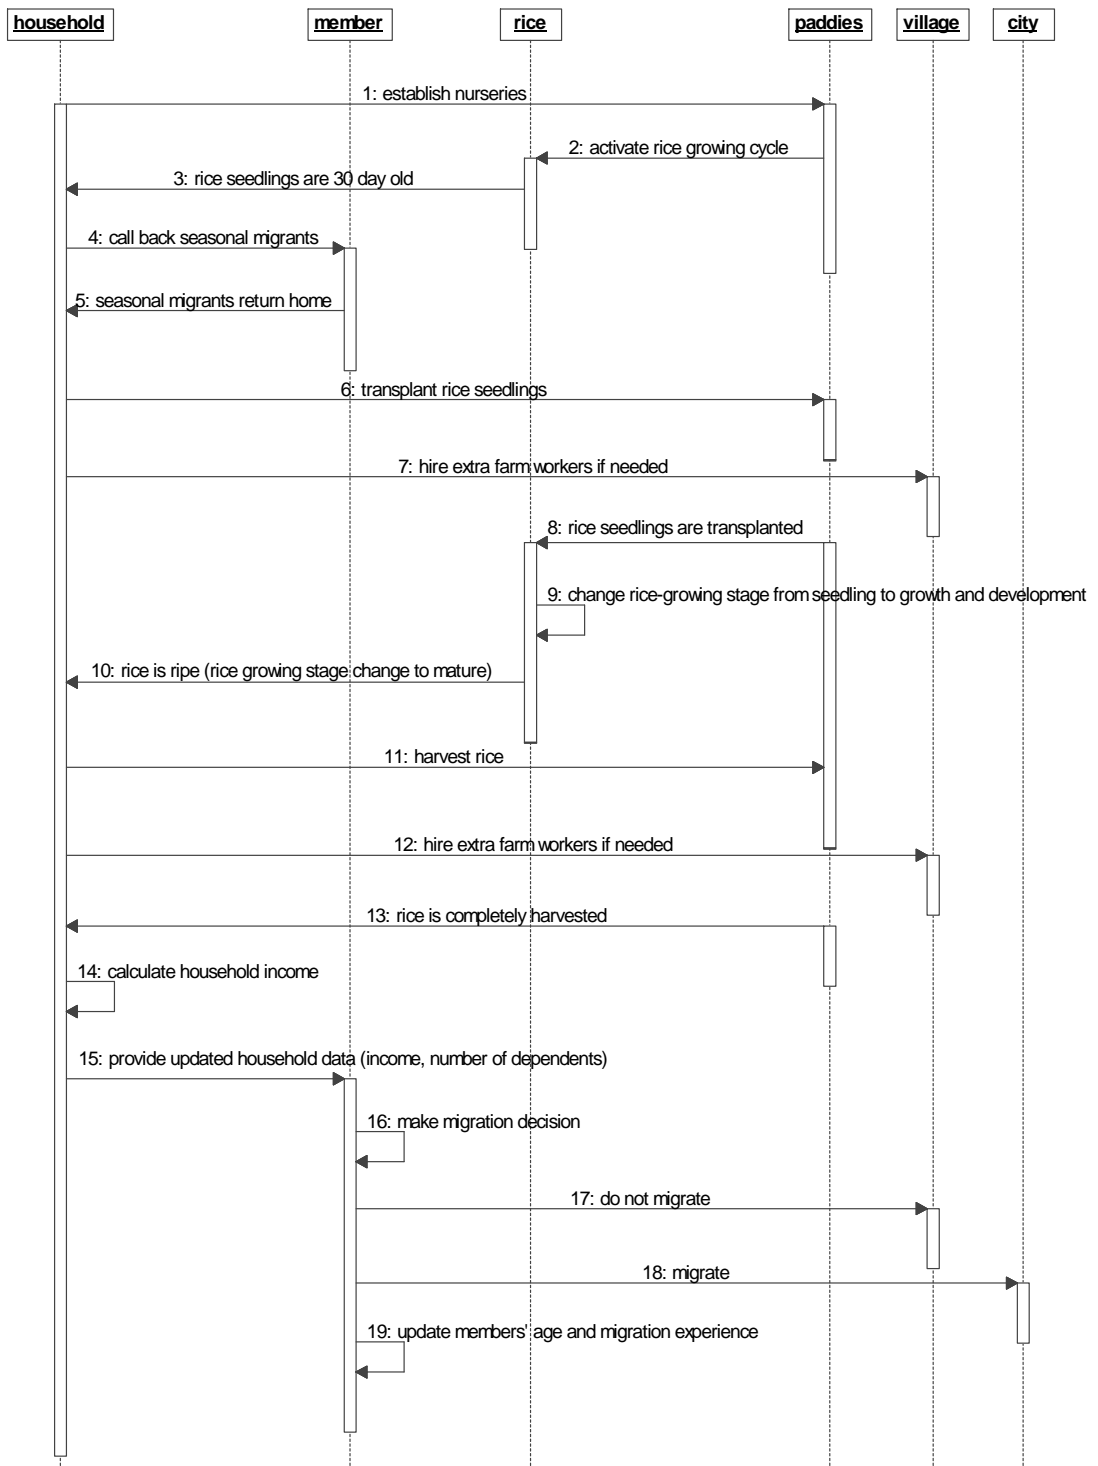 household
member
rice
paddies
village
city
1: establish nurseries
2: activate rice growing cycle
3: rice seedlings are 30 day old
4: call back seasonal migrants
5: seasonal migrants return home
6: transplant rice seedlings
7: hire extra farm workers if needed
8: rice seedlings are transplanted
9: change rice-growing stage from seedling to growth and development
10: rice is ripe (rice growing stage change to mature)
11: harvest rice
12: hire extra farm workers if needed
13: rice is completely harvested
14: calculate household income
15: provide updated household data (income, number of dependents)
16: make migration decision
17: do not migrate
18: migrate
19: update members' age and migration experience